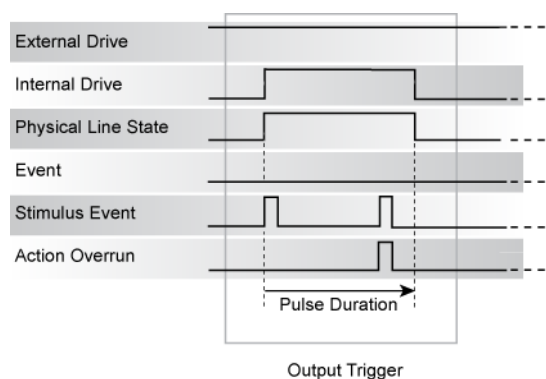 External Drive
Internal Drive
Physical Line State
Event
Stimulus Event
Action Overrun
Pulse Duration
Output Trigger